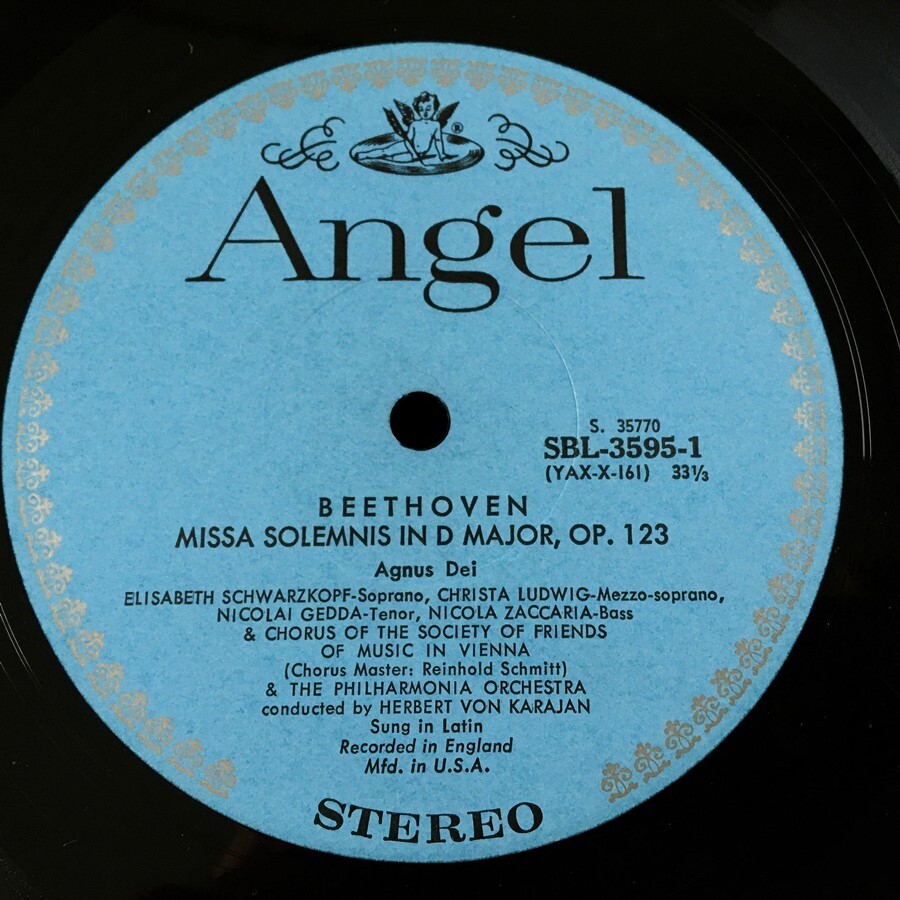 ®
Angel
S. 35770
SBL-3595-1
(YAX-X-161) 33⅓
BEETHOVEN
MISSA SOLEMNIS IN D MAJOR, OP. 123
Agnus Dei
ELISABETH SCHWARZKOPF-Soprano, CHRISTA LUDWIG-Mezzo-soprano,
NICOLAI GEDDA-Tenor, NICOLA ZACCARIA-Bass
& CHORUS OF THE SOCIETY OF FRIENDS
OF MUSIC IN VIENNA
(Chorus Master: Reinhold Schmitt)
& THE PHILHARMONIA ORCHESTRA
conducted by HERBERT VON KARAJAN
Sung in Latin
Recorded in England
Mfd. in U.S.A.
STEREO